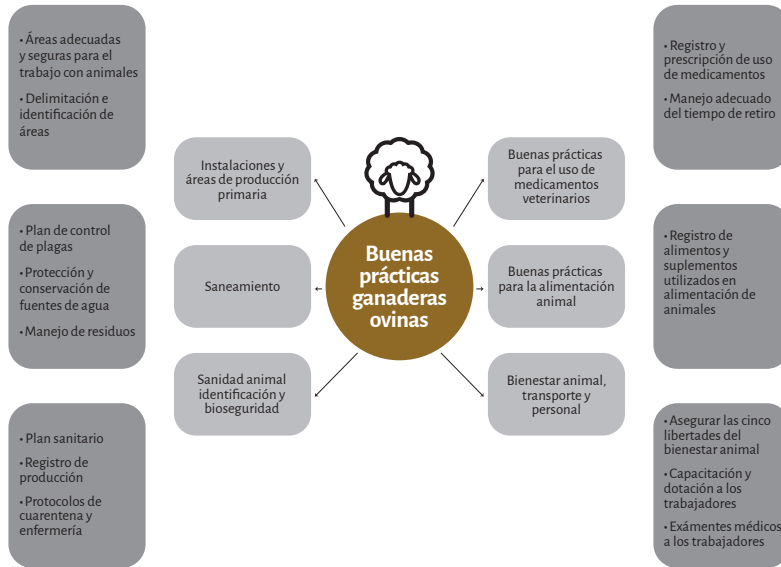 • Áreas adecuadas
y seguras para el
trabajo con animales
• Delimitación e
identificación de
áreas
• Plan de control
de plagas
• Protección y
conservación de
fuentes de agua
• Manejo de residuos
• Plan sanitario
• Registro de
producción
• Protocolos de
cuarentena y
enfermería
Instalaciones y
áreas de producción
primaria
Saneamiento
Sanidad animal
identificación y
bioseguridad
Buenas
prácticas
ganaderas
ovinas
Buenas prácticas
para el uso de
medicamentos
veterinarios
Buenas prácticas
para la alimentación
animal
Bienestar animal,
transporte y
personal
• Registro y
prescripción de uso
de medicamentos
• Manejo adecuado
del tiempo de retiro
• Registro de
alimentos y
suplementos
utilizados en
alimentación de
animales
• Asegurar las cinco
libertades del
bienestar animal
• Capacitación y
dotación a los
trabajadores
• Exámentes médicos
a los trabajadores